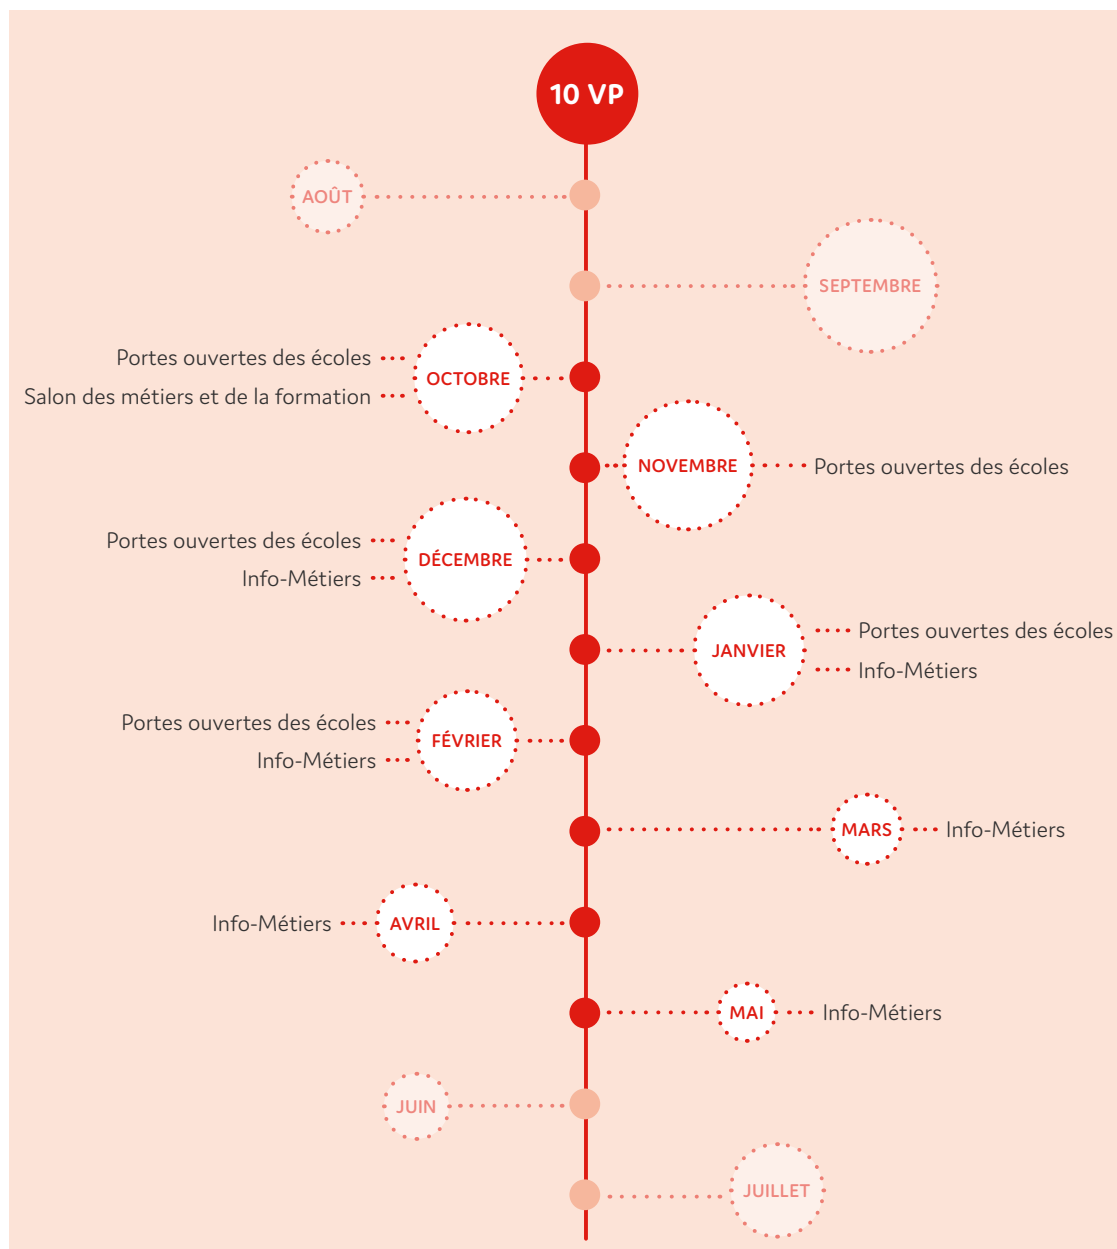 10 VP
AOÛT
SEPTEMBRE
Portes ouvertes des écoles
Salon des métiers et de la formation
OCTOBRE
NOVEMBRE
Portes ouvertes des écoles
Portes ouvertes des écoles
Info-Métiers
DÉCEMBRE
JANVIER
Portes ouvertes des écoles
Info-Métiers
Portes ouvertes des écoles
Info-Métiers
FÉVRIER
MARS
Info-Métiers
Info-Métiers
AVRIL
MAI
Info-Métiers
JUIN
JUILLET